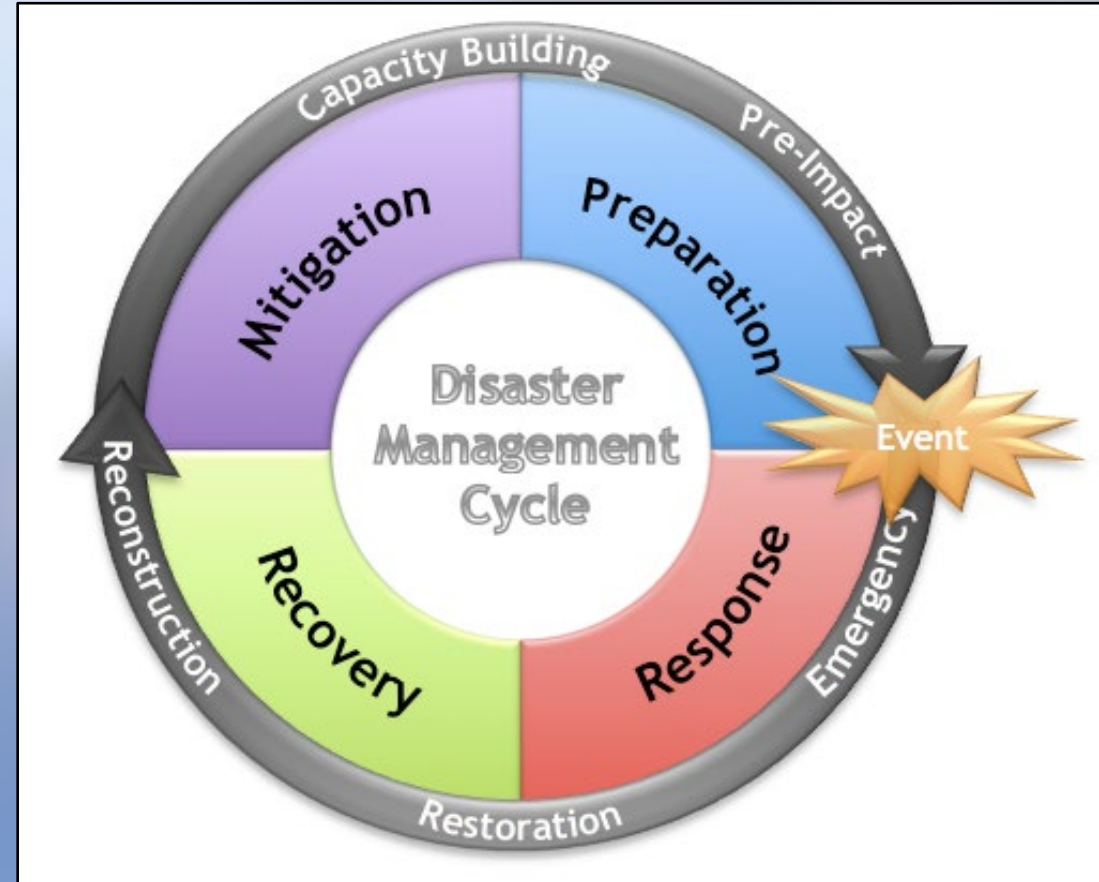 Capacity Building
Pre-Impact
Mitigation
Preparation
Disaster
Management
Cycle
Event
Reconstruction
Recovery
Response
Emergency
Restoration